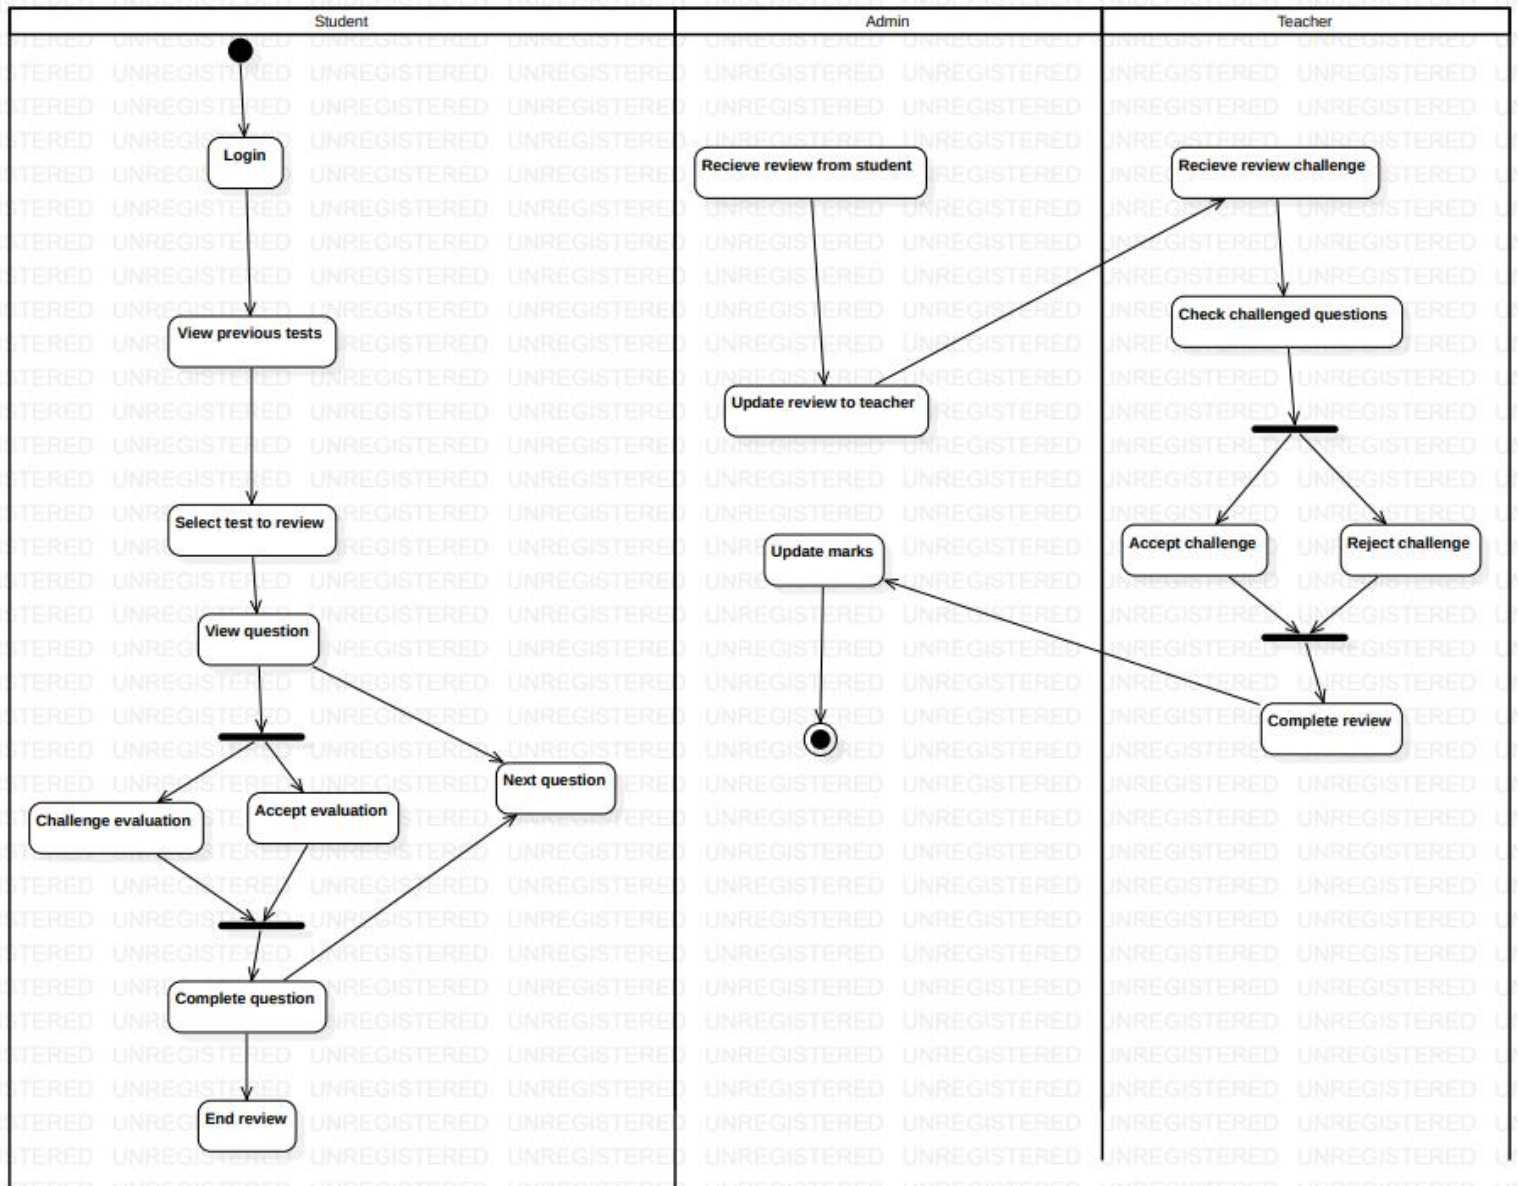 Student
Admin
Teacher
Login
View previous tests
Select test to review
View question
Next question
Challenge evaluation
Accept evaluation
Complete question
End review
Recieve review from student
Update review to teacher
Update marks
Recieve review challenge
Check challenged questions
Accept challenge
Reject challenge
Complete review
UNREGISTERED